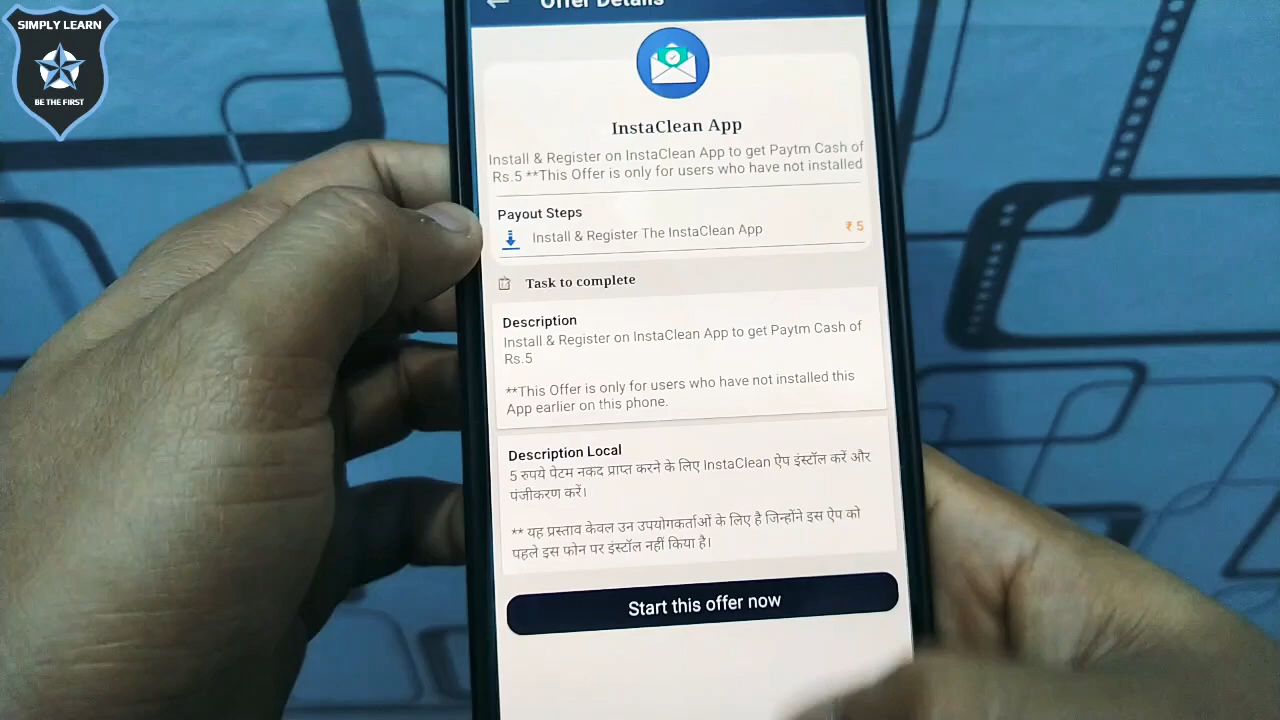 SIMPLY LEARN
BE THE FIRST
Offer Details
InstaClean App
Install & Register on InstaClean App to get Paytm Cash of
Rs.5 **This Offer is only for users who have not installed
Payout Steps
Install & Register The InstaClean App ₹ 5
Task to complete
Description
Install & Register on InstaClean App to get Paytm Cash of
Rs.5
**This Offer is only for users who have not installed this
App earlier on this phone.
Description Local
5 रुपये पेटम नकद प्राप्त करने के लिए InstaClean ऐप इंस्टॉल करें और
पंजीकरण करें।
** यह प्रस्ताव केवल उन उपयोगकर्ताओं के लिए है जिन्होंने इस ऐप को
पहले इस फोन पर इंस्टॉल नहीं किया है।
Start this offer now